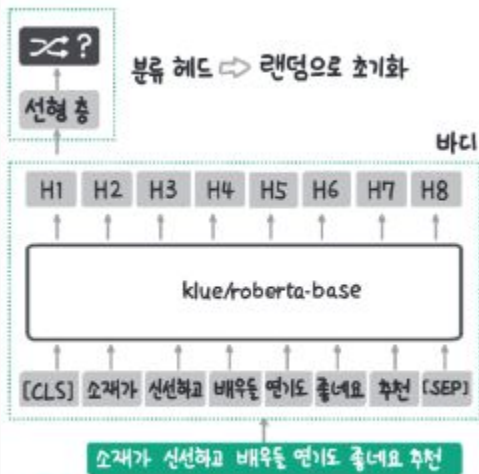 ?
분류 헤드 ⇨ 랜덤으로 초기화
선형 층
바디
H1 H2 H3 H4 H5 H6 H7 H8
klue/roberta-base
[CLS] 소재가 신선하고 배우들 연기도 좋네요 추천 [SEP]
소재가 신선하고 배우들 연기도 좋네요 추천